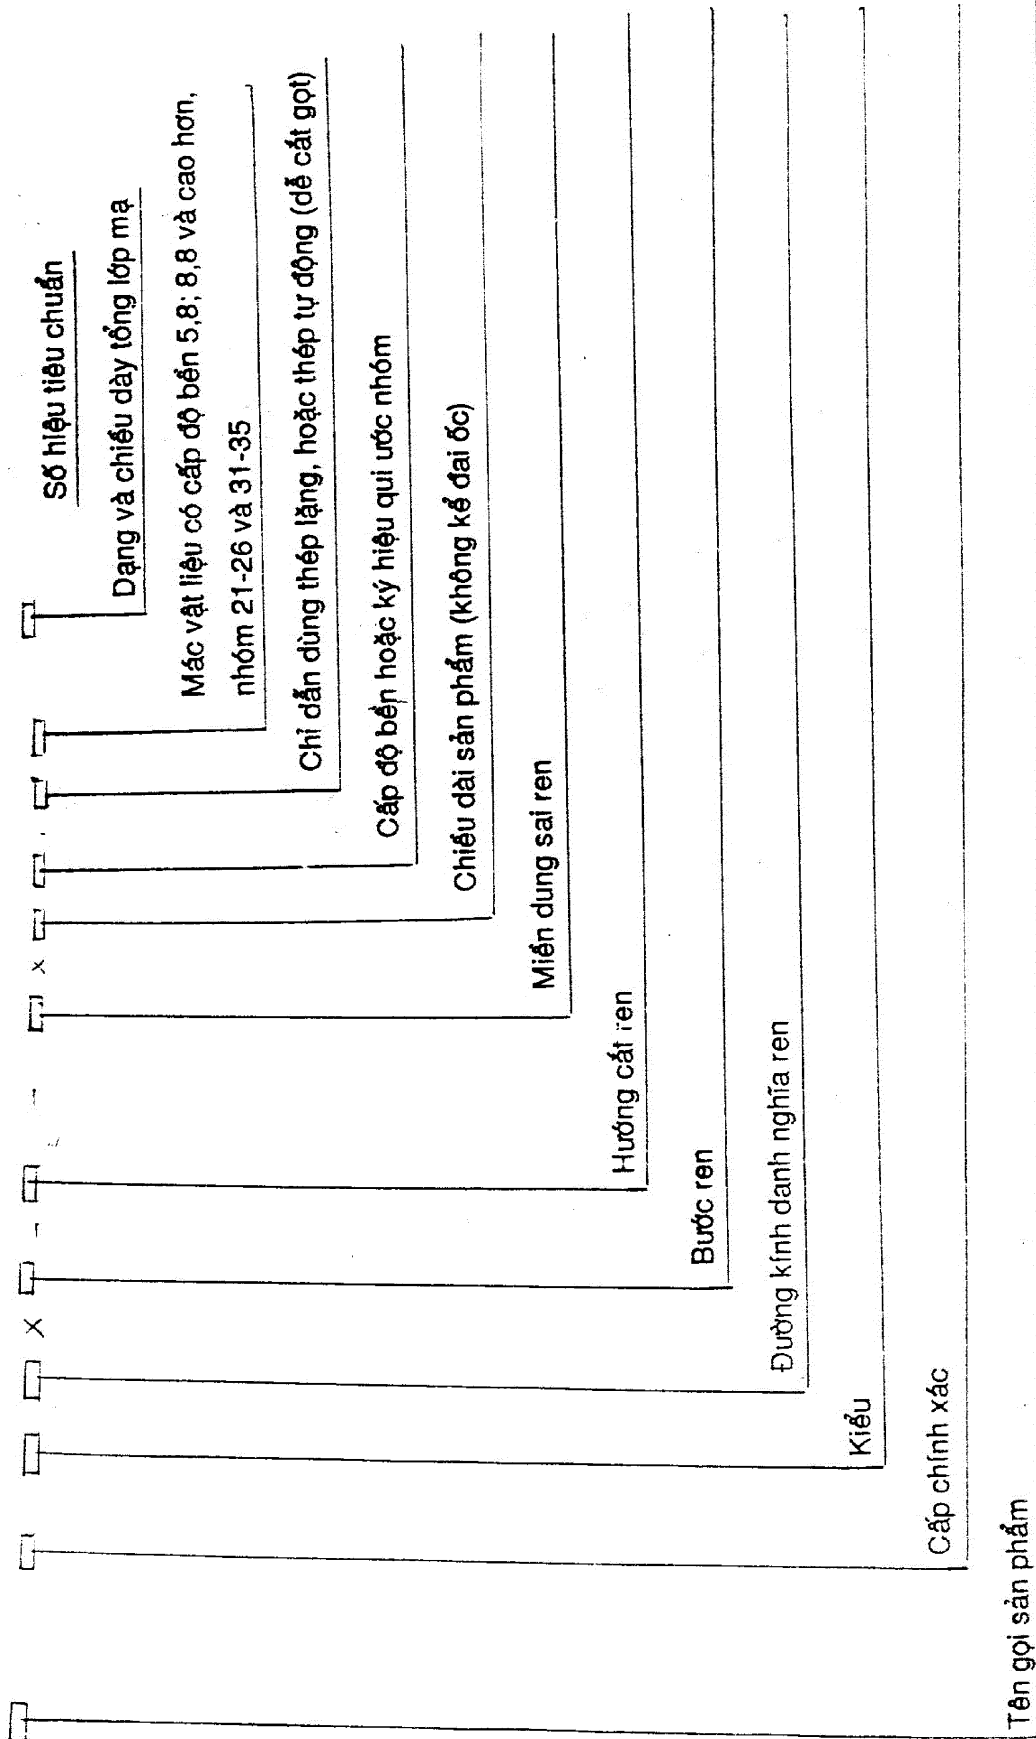 Số hiệu tiêu chuẩn
Dạng và chiều dày tổng lớp mạ
Mác vật liệu có cấp độ bền 5,8; 8,8 và cao hơn,
nhóm 21-26 và 31-35
Chỉ dẫn dùng thép lặng, hoặc thép tự động (dễ cắt gọt)
Cấp độ bền hoặc ký hiệu qui ước nhóm
Chiều dài sản phẩm (không kể đai ốc)
x
Miền dung sai ren
-
Hướng cắt ren
-
Bước ren
X
Đường kính danh nghĩa ren
Kiểu
Cấp chính xác
Tên gọi sản phẩm